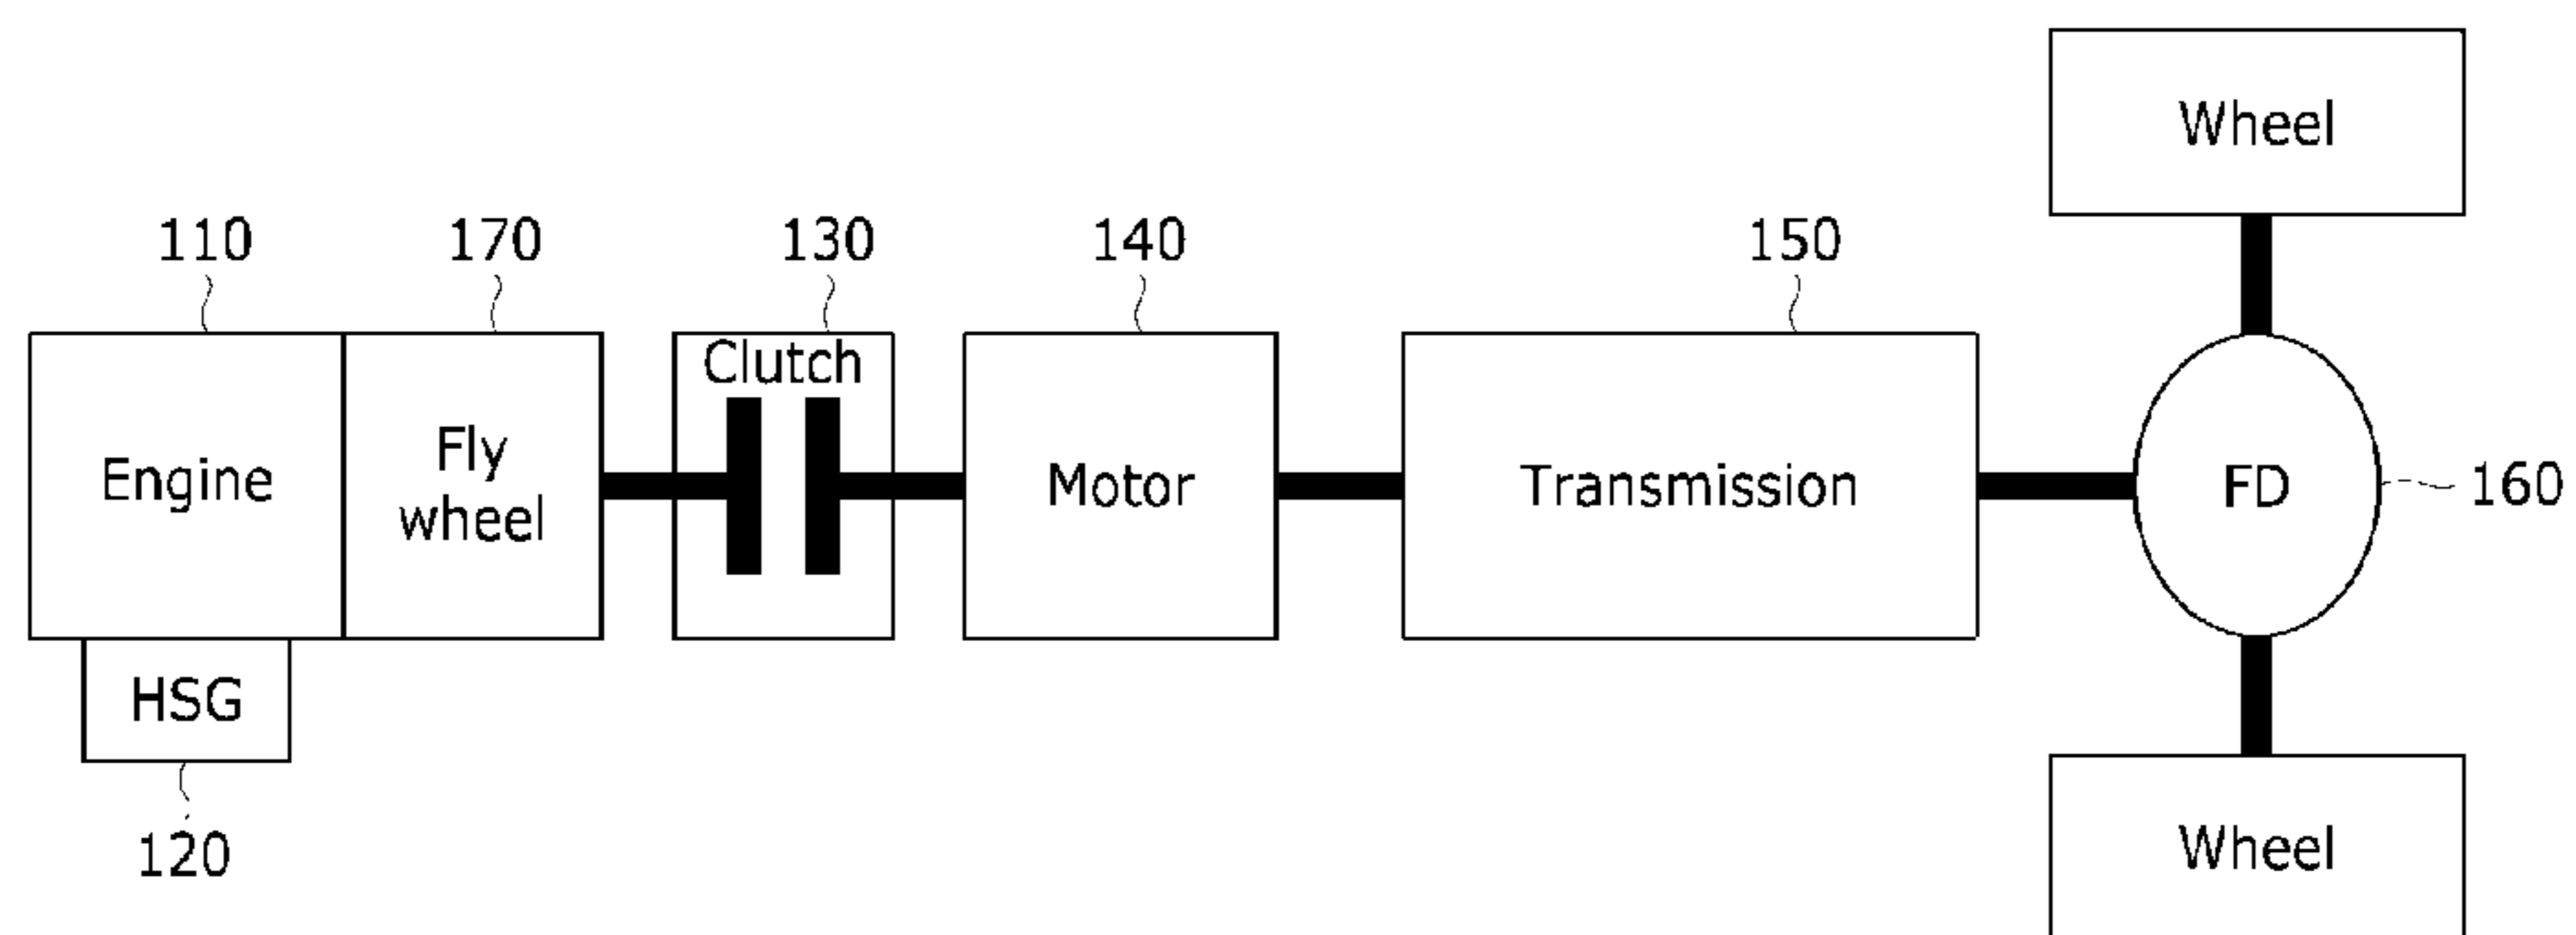 Wheel
110
170
130
140
150
Clutch
Engine
Fly
wheel
Motor
Transmission
FD
160
HSG
120
Wheel